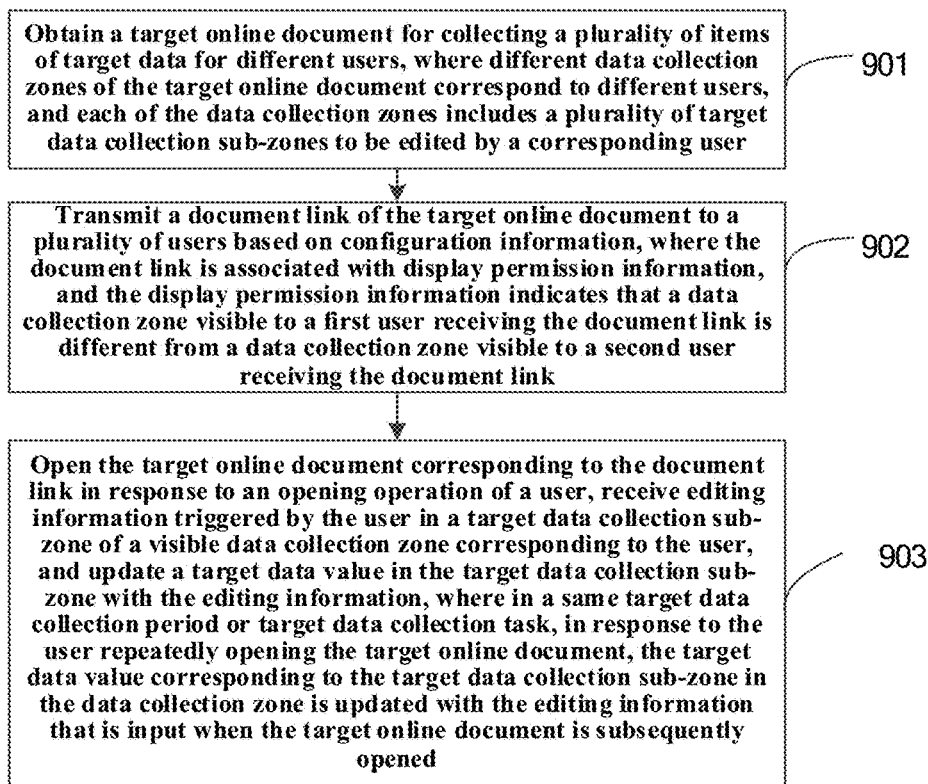 Obtain a target online document for collecting a plurality of items
of target data for different users, where different data collection
zones of the target online document correspond to different users,
and each of the data collection zones includes a plurality of target
data collection sub-zones to be edited by a corresponding user
901
Transmit a document link of the target online document to a
plurality of users based on configuration information, where the
document link is associated with display permission information,
and the display permission information indicates that a data
collection zone visible to a first user receiving the document link is
different from a data collection zone visible to a second user
receiving the document link
902
Open the target online document corresponding to the document
link in response to an opening operation of a user, receive editing
information triggered by the user in a target data collection sub-
zone of a visible data collection zone corresponding to the user,
and update a target data value in the target data collection sub-
zone with the editing information, where in a same target data
collection period or target data collection task, in response to the
user repeatedly opening the target online document, the target
data value corresponding to the target data collection sub-zone in
the data collection zone is updated with the editing information
that is input when the target online document is subsequently
opened
903